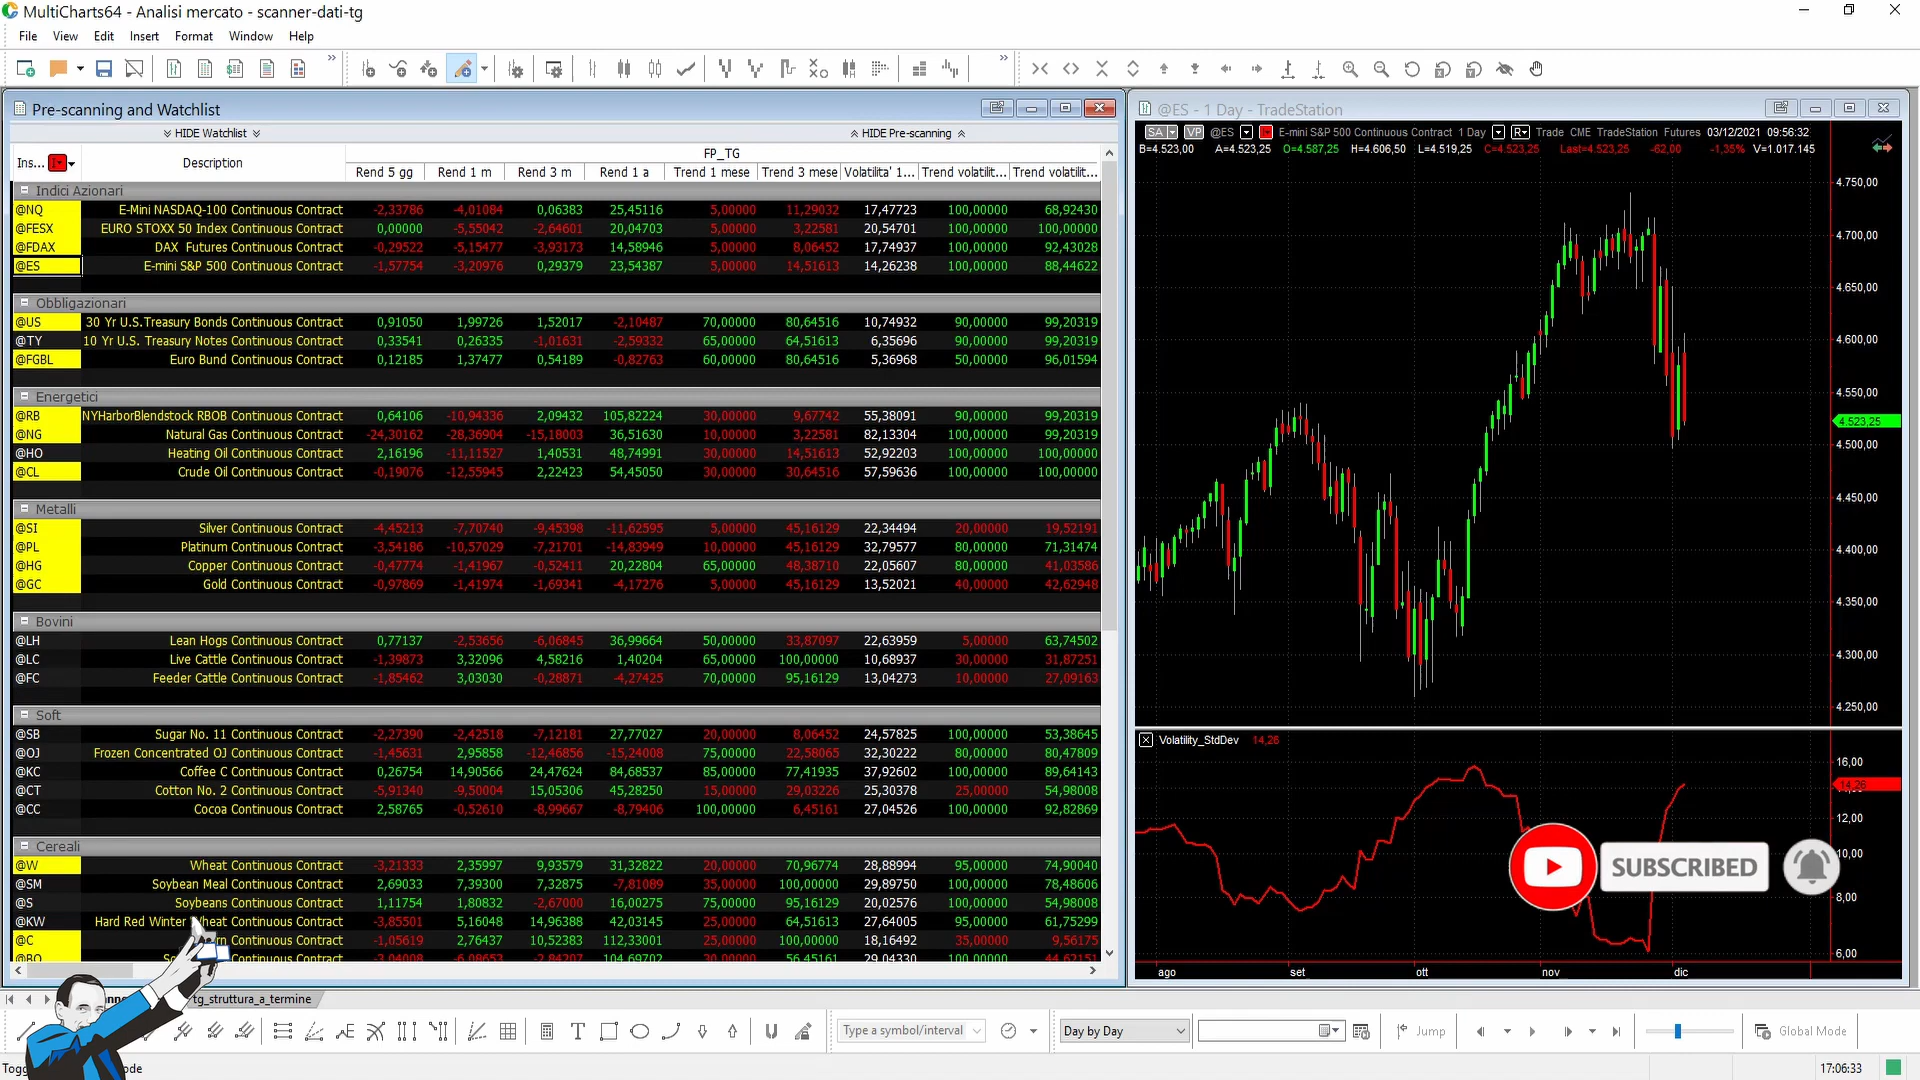 MultiCharts64 - Analisi mercato - scanner-dati-tg
File View Edit Insert Format Window Help
Pre-scanning and Watchlist
HIDE Watchlist HIDE Pre-scanning
FP_TG
Ins... Description Rend 5 gg Rend 1 m Rend 3 m Rend 1 a Trend 1 mese Trend 3 mese Volatilita' 1... Trend volatilit... Trend volatilit...
Indici Azionari
@NQ E-Mini NASDAQ-100 Continuous Contract -2,33786 -4,01084 0,06383 25,45116 5,00000 11,29032 17,47723 100,00000 68,92430
@FESX EURO STOXX 50 Index Continuous Contract 0,00000 -5,55042 -2,64601 20,04703 5,00000 3,22581 20,54701 100,00000 100,00000
@FDAX DAX Futures Continuous Contract -0,29522 -5,15477 -3,93173 14,58946 5,00000 8,06452 17,74937 100,00000 92,43028
@ES E-mini S&P 500 Continuous Contract -1,57754 -3,20976 0,29379 23,54387 5,00000 14,51613 14,26238 100,00000 88,44622
Obbligazionari
@US 30 Yr U.S.Treasury Bonds Continuous Contract 0,91050 1,99726 1,52017 -2,10487 70,00000 80,64516 10,74932 90,00000 99,20319
@TY 10 Yr U.S. Treasury Notes Continuous Contract 0,33541 0,26335 -1,01631 -2,59332 65,00000 64,51613 6,35696 90,00000 99,20319
@FGBL Euro Bund Continuous Contract 0,12185 1,37477 0,54189 -0,82763 60,00000 80,64516 5,36968 50,00000 96,01594
Energetici
@RB NYHarborBlendstock RBOB Continuous Contract 0,64106 -10,94336 2,09432 105,82224 30,00000 9,67742 55,38091 90,00000 99,20319
@NG Natural Gas Continuous Contract -24,30162 -28,36904 -15,18003 36,51630 10,00000 3,22581 82,13304 100,00000 99,20319
@HO Heating Oil Continuous Contract 2,16196 -11,11527 1,40531 48,74991 30,00000 14,51613 52,92203 100,00000 100,00000
@CL Crude Oil Continuous Contract -0,19076 -12,55945 2,22423 54,45050 30,00000 30,64516 57,59636 100,00000 100,00000
Metalli
@SI Silver Continuous Contract -4,45213 -7,70740 -9,45398 -11,62595 5,00000 45,16129 22,34494 20,00000 19,52191
@PL Platinum Continuous Contract -3,54186 -10,57029 -7,21701 -14,83949 10,00000 45,16129 32,79577 80,00000 71,31474
@HG Copper Continuous Contract -0,47774 -1,41967 -0,52411 20,22804 65,00000 48,38710 22,05607 80,00000 41,03586
@GC Gold Continuous Contract -0,97869 -1,41974 -1,69341 -4,17276 5,00000 45,16129 13,52021 40,00000 42,62948
Bovini
@LH Lean Hogs Continuous Contract 0,77137 -2,53656 -6,06845 36,99664 50,00000 33,87097 22,63959 5,00000 63,74502
@LC Live Cattle Continuous Contract -1,39873 3,32096 4,58216 1,40204 65,00000 100,00000 10,68937 30,00000 31,87251
@FC Feeder Cattle Continuous Contract -1,85462 3,03030 -0,28871 -4,27425 70,00000 95,16129 13,04273 10,00000 27,09163
Soft
@SB Sugar No. 11 Continuous Contract -2,27390 -2,42518 -7,12181 27,77027 20,00000 8,06452 24,57825 100,00000 53,38645
@OJ Frozen Concentrated OJ Continuous Contract -1,45631 2,95858 -12,46856 -15,24008 75,00000 22,58065 32,30222 80,00000 80,47809
@KC Coffee C Continuous Contract 0,26754 14,90566 24,47624 84,68537 85,00000 77,41935 37,92602 100,00000 89,64143
@CT Cotton No. 2 Continuous Contract -5,91340 -9,50004 15,05306 45,28250 15,00000 29,03226 25,30378 25,00000 54,98008
@CC Cocoa Continuous Contract 2,58765 -0,52610 -8,99667 -8,79406 100,00000 6,45161 27,04526 100,00000 92,82869
Cereali
@W Wheat Continuous Contract -3,21333 2,35997 9,93579 31,32822 20,00000 70,96774 28,88994 95,00000 74,90040
@SM Soybean Meal Continuous Contract 2,69033 7,39300 7,32875 -7,81089 35,00000 100,00000 29,89750 100,00000 78,48606
@S Soybeans Continuous Contract 1,11754 1,80832 -2,67000 16,00275 75,00000 95,16129 20,02576 100,00000 54,98008
@KW Hard Red Winter Wheat Continuous Contract -3,85501 5,16048 14,96388 42,03145 25,00000 64,51613 27,64005 95,00000 61,75299
@C Continuous Contract -1,05619 2,76437 10,52383 112,33001 25,00000 100,00000 18,16492 35,00000 9,56175
@BO Continuous Contract -3,04008 -6,09653 -2,84207 104,69702 30,00000 56,45161 29,04330 100,00000 44,62151
tg_struttura_a_termine
@ES - 1 Day - TradeStation
SA VP @ES E-mini S&P 500 Continuous Contract 1 Day R Trade CME TradeStation Futures 03/12/2021 09:56:32
B=4.523,00 A=4.523,25 O=4.587,25 H=4.606,50 L=4.519,25 C=4.523,25 Last=4.523,25 -62,00 -1,35% V=1.017.145
4.750,00
4.700,00
4.650,00
4.600,00
4.550,00
4.523,25
4.500,00
4.450,00
4.400,00
4.350,00
4.300,00
4.250,00
Volatility_StdDev 14,26
16,00
14,26
12,00
10,00
8,00
6,00
ago set ott nov dic
SUBSCRIBED
Type a symbol/interval Day by Day Jump Global Mode
17:06:33